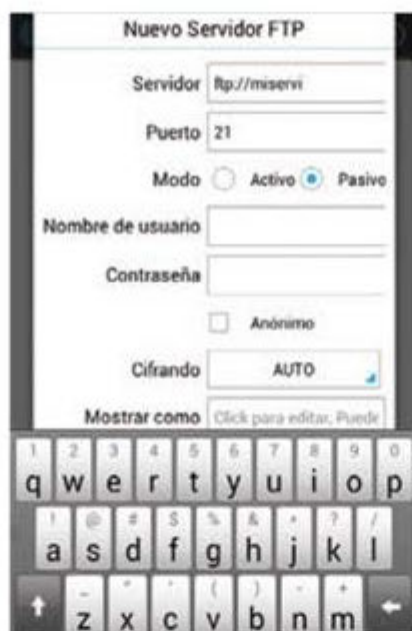 Nuevo Servidor FTP
Servidor ftp://miservi
Puerto 21
Modo Activo Pasivo
Nombre de usuario
Contraseña
Anónimo
Cifrando AUTO
Mostrar como Click para editar, Puede
1 2 3 4 5 6 7 8 9 0
q w e r t y u i o p
! @ # $ % & * ? /
a s d f g h j k l
- " ' : ( ) - +
z x c v b n m